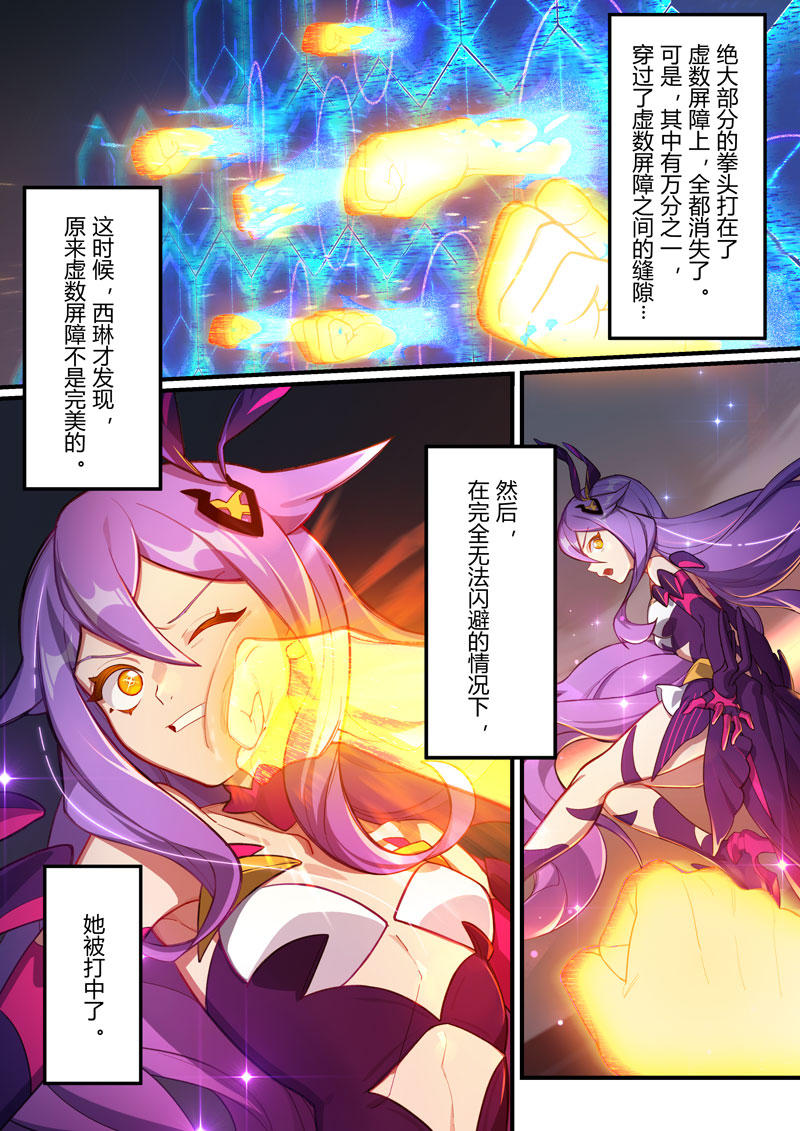 绝大部分的拳头打在了
虚数屏障上，全都消失了。
可是，其中有万分之一，
穿过了虚数屏障之间的缝隙…
这时候，西琳才发现，
原来虚数屏障不是完美的。
然后，
在完全无法闪避的情况下，
她被打中了。